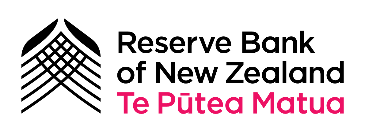 Reserve Bank
of New Zealand
Te Pūtea Matua